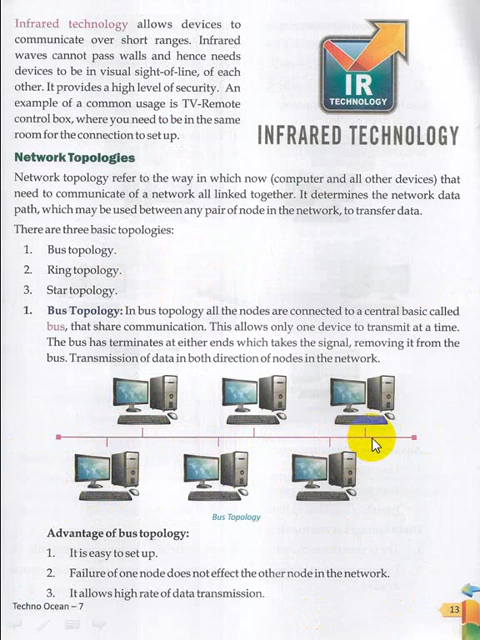 Infrared technology allows devices to
communicate over short ranges. Infrared
waves cannot pass walls and hence needs
devices to be in visual sight-of-line, of each
other. It provides a high level of security. An
example of a common usage is TV-Remote
control box, where you need to be in the same
room for the connection to set up.
IR
TECHNOLOGY
INFRARED TECHNOLOGY
Network Topologies
Network topology refer to the way in which now (computer and all other devices) that
need to communicate of a network all linked together. It determines the network data
path, which may be used between any pair of node in the network, to transfer data.
There are three basic topologies:
1. Bus topology.
2. Ring topology.
3. Star topology.
1. Bus Topology: In bus topology all the nodes are connected to a central basic called
bus, that share communication. This allows only one device to transmit at a time.
The bus has terminates at either ends which takes the signal, removing it from the
bus. Transmission of data in both direction of nodes in the network.
Bus Topology
Advantage of bus topology:
1. It is easy to set up.
2. Failure of one node does not effect the other node in the network.
3. It allows high rate of data transmission.
Techno Ocean – 7
13